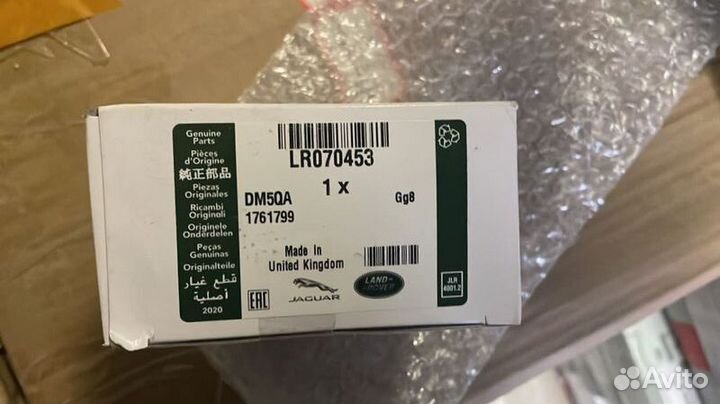 Genuine
Parts
Pièces
d'Origine
純正部品
Piezas
Originales
Ricambi
Originali
Originele
Onderdelen
Peças
Genuinas
Originalteile
قطع غيار
أصلية
2020
LR070453
1 x
DM5QA
Gg8
1761799
Made in
United Kingdom
EAC
JAGUAR
LAND-
ROVER
JLR
4001.2
Avito